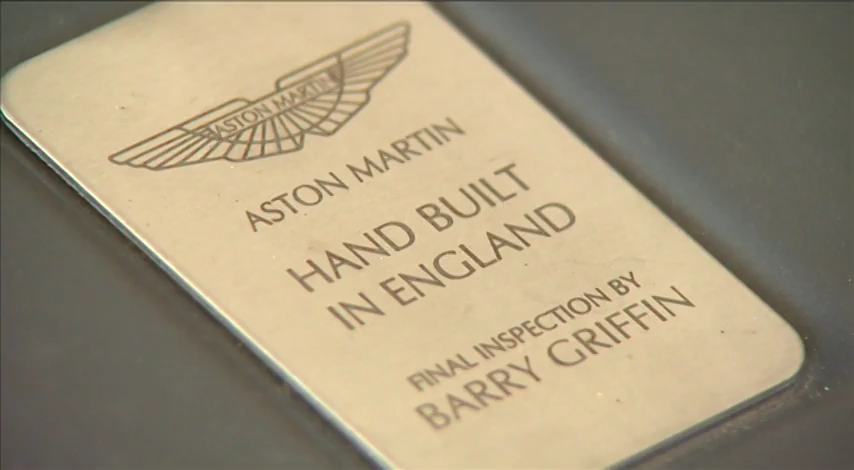 ASTON MARTIN
ASTON MARTIN
HAND BUILT
IN ENGLAND
FINAL INSPECTION BY
BARRY GRIFFIN